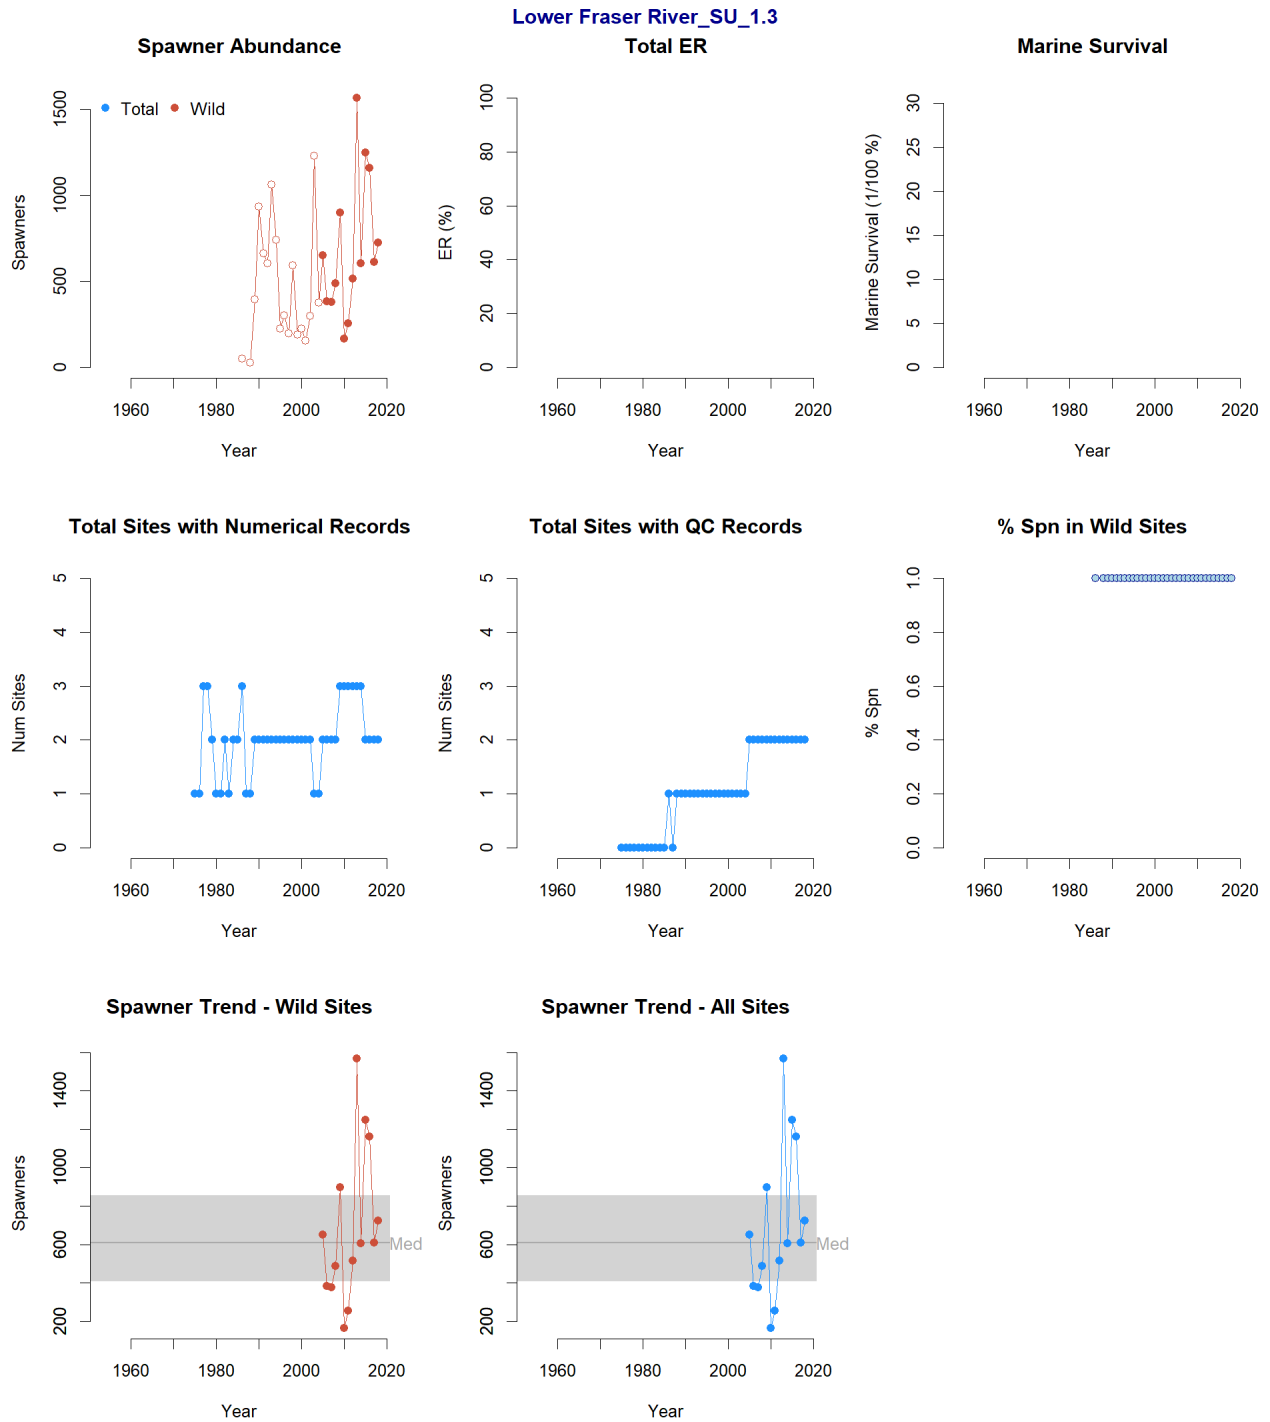 Lower Fraser River_SU_1.3
Spawner Abundance
Total ER
Marine Survival
Total Wild
Spawners
0 500 1000 1500
1960 1980 2000 2020
Year
ER (%)
0 20 40 60 80 100
1960 1980 2000 2020
Year
Marine Survival (1/100 %)
0 5 10 15 20 25 30
1960 1980 2000 2020
Year
Total Sites with Numerical Records
Total Sites with QC Records
% Spn in Wild Sites
Num Sites
0 1 2 3 4 5
1960 1980 2000 2020
Year
Num Sites
0 1 2 3 4 5
1960 1980 2000 2020
Year
% Spn
0.0 0.2 0.4 0.6 0.8 1.0
1960 1980 2000 2020
Year
Spawner Trend - Wild Sites
Spawner Trend - All Sites
Spawners
200 600 1000 1400
Med
1960 1980 2000 2020
Year
Spawners
200 600 1000 1400
Med
1960 1980 2000 2020
Year